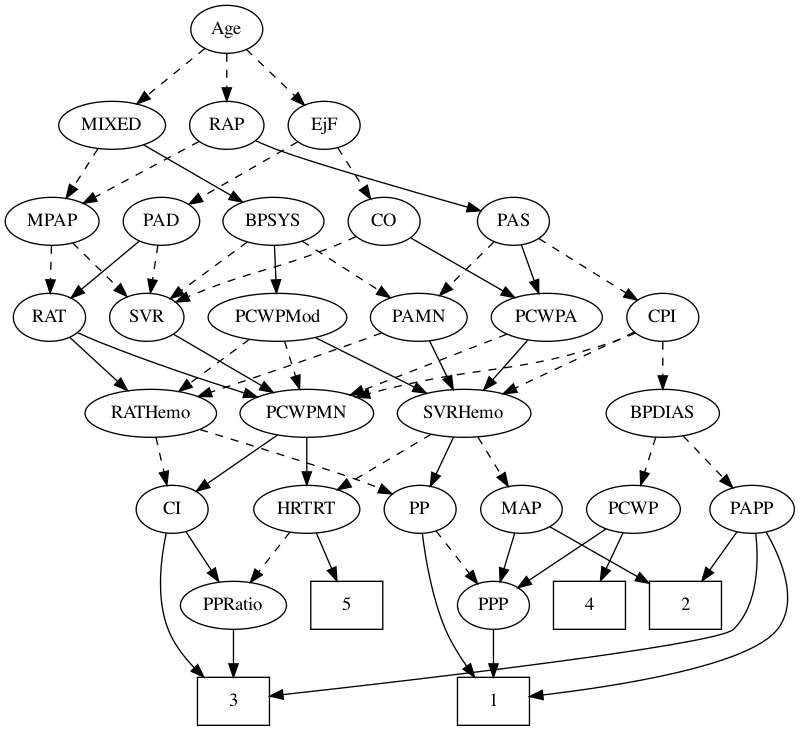 Age
MIXED RAP EjF
MPAP PAD BPSYS CO PAS
RAT SVR PCWPMod PAMN PCWPA CPI
RATHemo PCWPMN SVRHemo BPDIAS
CI HRTRT PP MAP PCWP PAPP
PPRatio 5 PPP 4 2
3 1